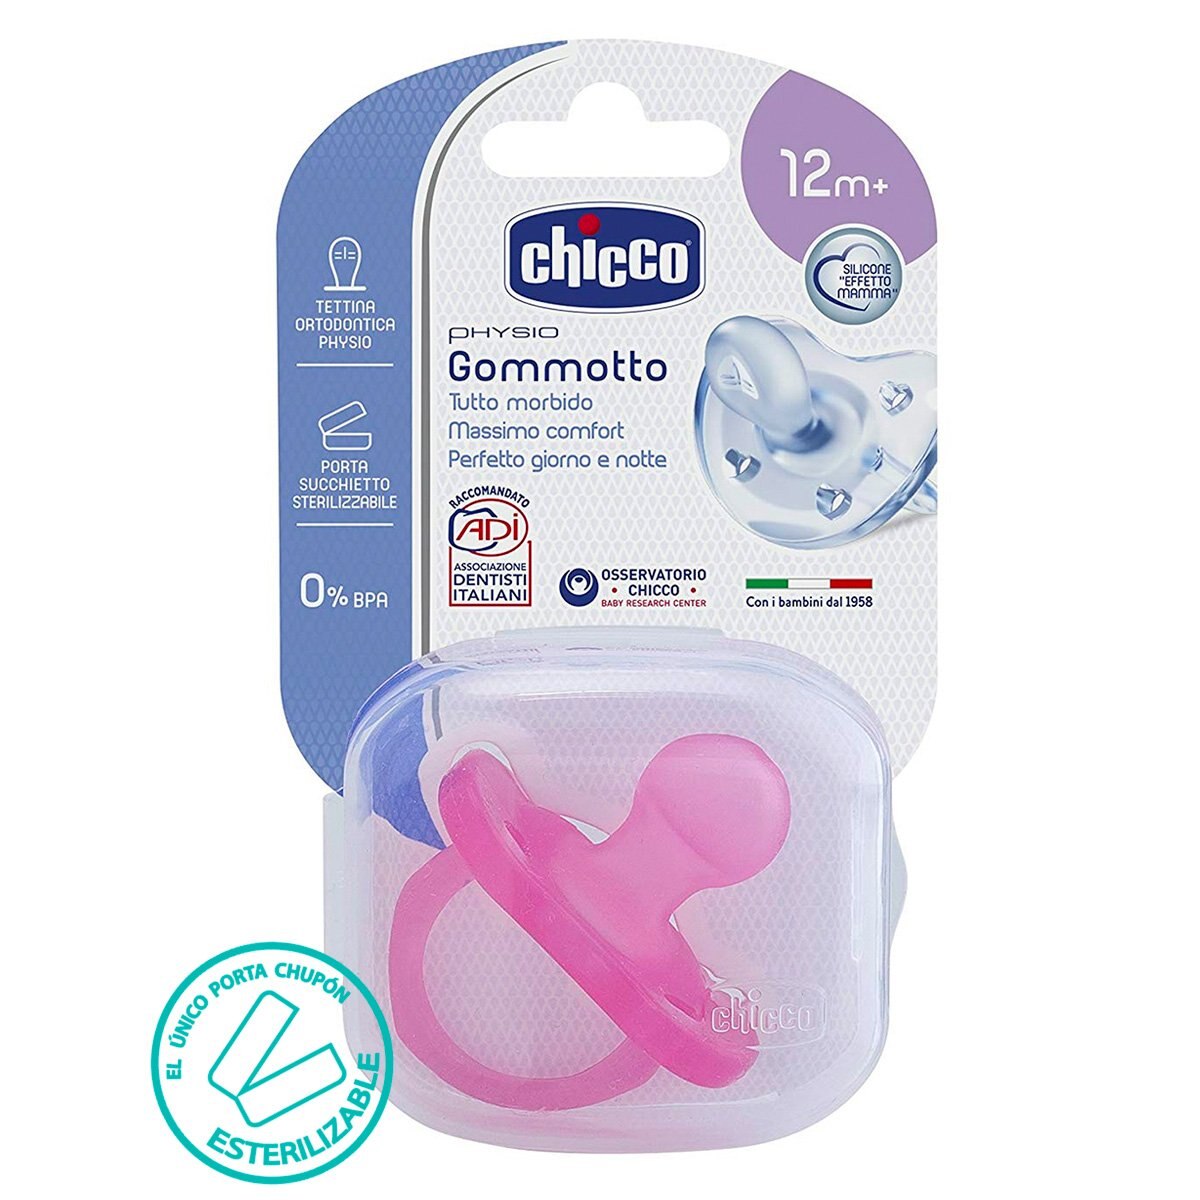 12m+
chicco
SILICONE
"EFFETTO
MAMMA"
TETTINA
ORTODONTICA
PHYSIO
PHYSIO
Gommotto
Tutto morbido
Massimo comfort
Perfetto giorno e notte
PORTA
SUCCHIETTO
STERILIZZABILE
RACCOMANDATO
ADI
ASSOCIAZIONE
DENTISTI
ITALIANI
OSSERVATORIO
• CHICCO •
BABY RESEARCH CENTER
Con i bambini dal 1958
0% BPA
chicco
EL ÚNICO PORTA CHUPÓN
ESTERILIZABLE